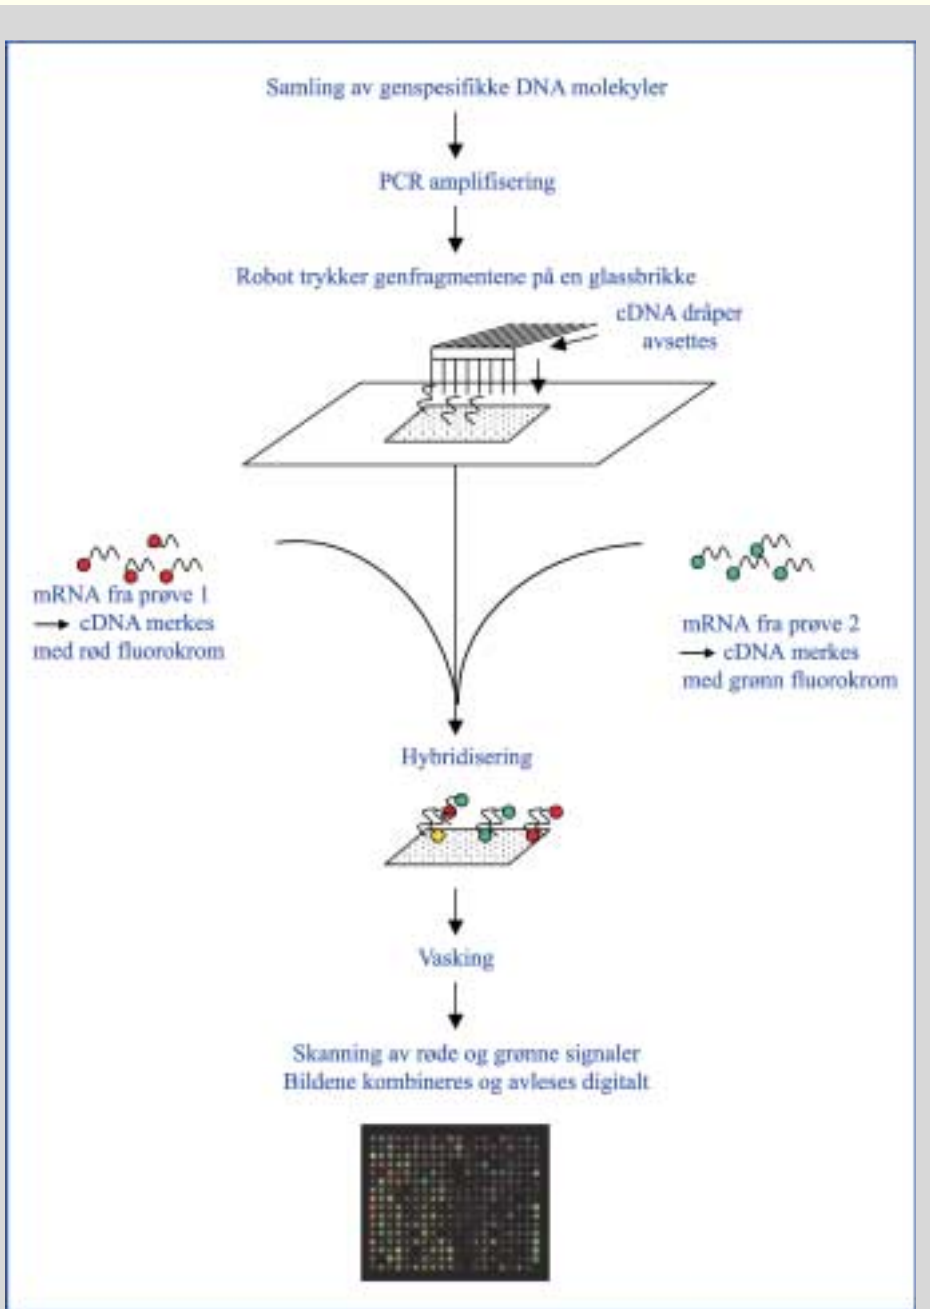 Samling av genspesifikke DNA molekyler
PCR amplifisering
Robot trykker genfragmentene på en glassbrikke
cDNA dråper
avsettes
mRNA fra prøve 1
cDNA merkes
med rød fluorokrom
mRNA fra prøve 2
cDNA merkes
med grønn fluorokrom
Hybridisering
Vasking
Skanning av røde og grønne signaler
Bildene kombineres og avleses digitalt